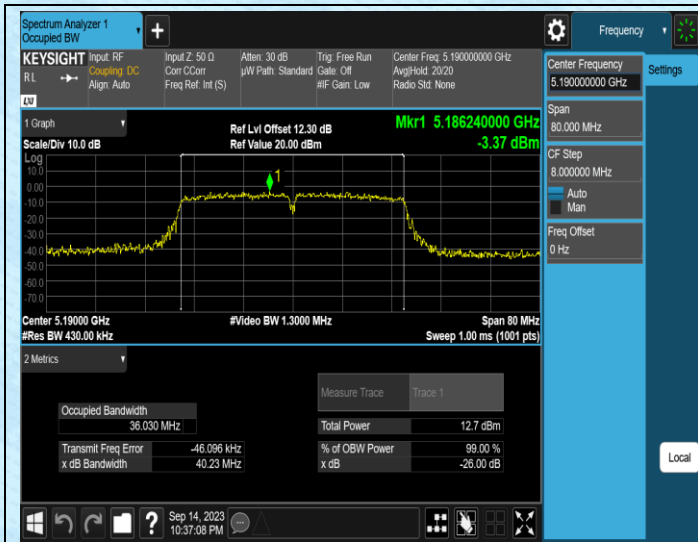 Spectrum Analyzer 1
Occupied BW
Frequency
KEYSIGHT
RL
LXI
Input: RF
Coupling: DC
Align: Auto
Input Z: 50 Ω
Corr CCorr
Freq Ref: Int (S)
Atten: 30 dB
µW Path: Standard
Trig: Free Run
Gate: Off
#IF Gain: Low
Center Freq: 5.190000000 GHz
Avg|Hold: 20/20
Radio Std: None
Center Frequency
5.190000000 GHz
Settings
Span
80.000 MHz
CF Step
8.000000 MHz
Auto
Man
Freq Offset
0 Hz
1 Graph
Scale/Div 10.0 dB
Ref Lvl Offset 12.30 dB
Ref Value 20.00 dBm
Mkr1 5.186240000 GHz
-3.37 dBm
Log
10.0
0.00
-10.0
-20.0
-30.0
-40.0
-50.0
-60.0
-70.0
1
Center 5.19000 GHz
#Res BW 430.00 kHz
#Video BW 1.3000 MHz
Span 80 MHz
Sweep 1.00 ms (1001 pts)
2 Metrics
Measure Trace
Trace 1
Occupied Bandwidth
36.030 MHz
Total Power
12.7 dBm
Transmit Freq Error
-46.096 kHz
% of OBW Power
99.00 %
x dB Bandwidth
40.23 MHz
x dB
-26.00 dB
Local
Sep 14, 2023
10:37:08 PM